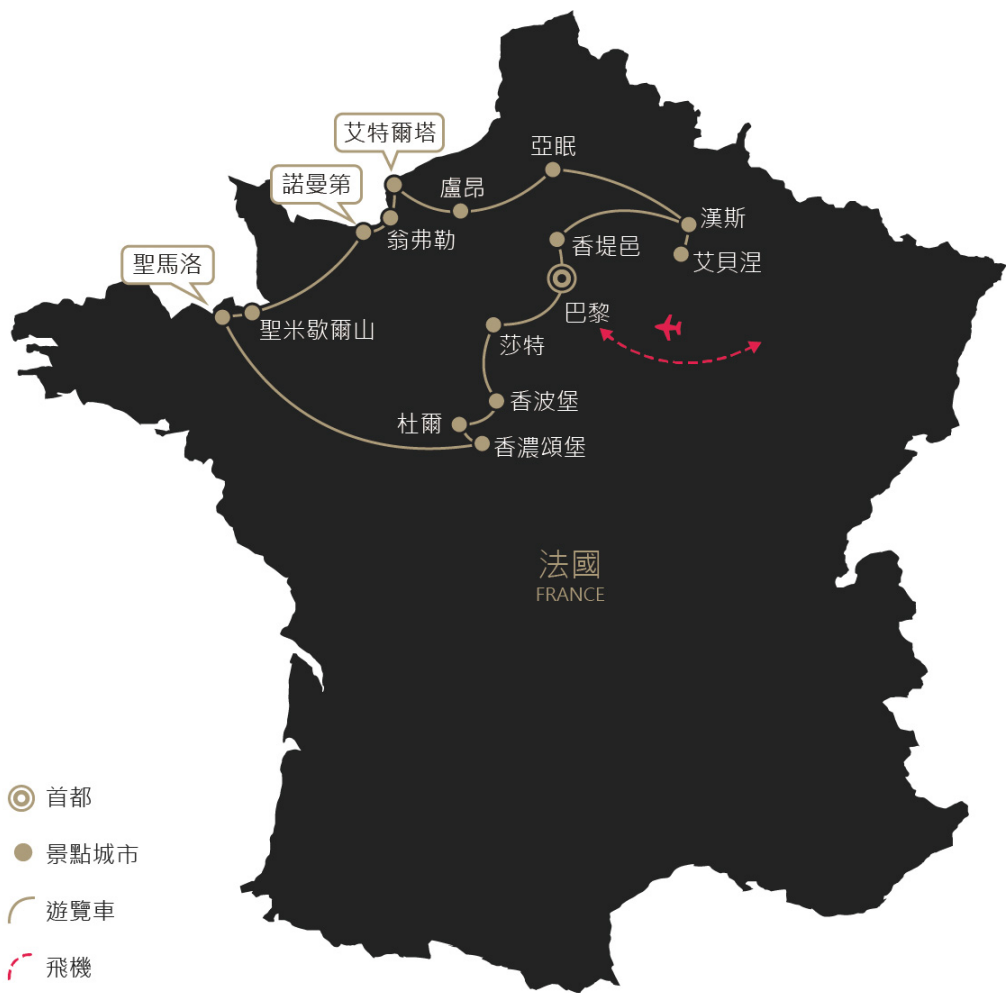 艾特爾塔
亞眠
諾曼第
盧昂
漢斯
翁弗勒
香堤邑
艾貝涅
聖馬洛
巴黎
聖米歇爾山
莎特
香波堡
杜爾
香濃頌堡
法國
FRANCE
首都
景點城市
遊覽車
飛機